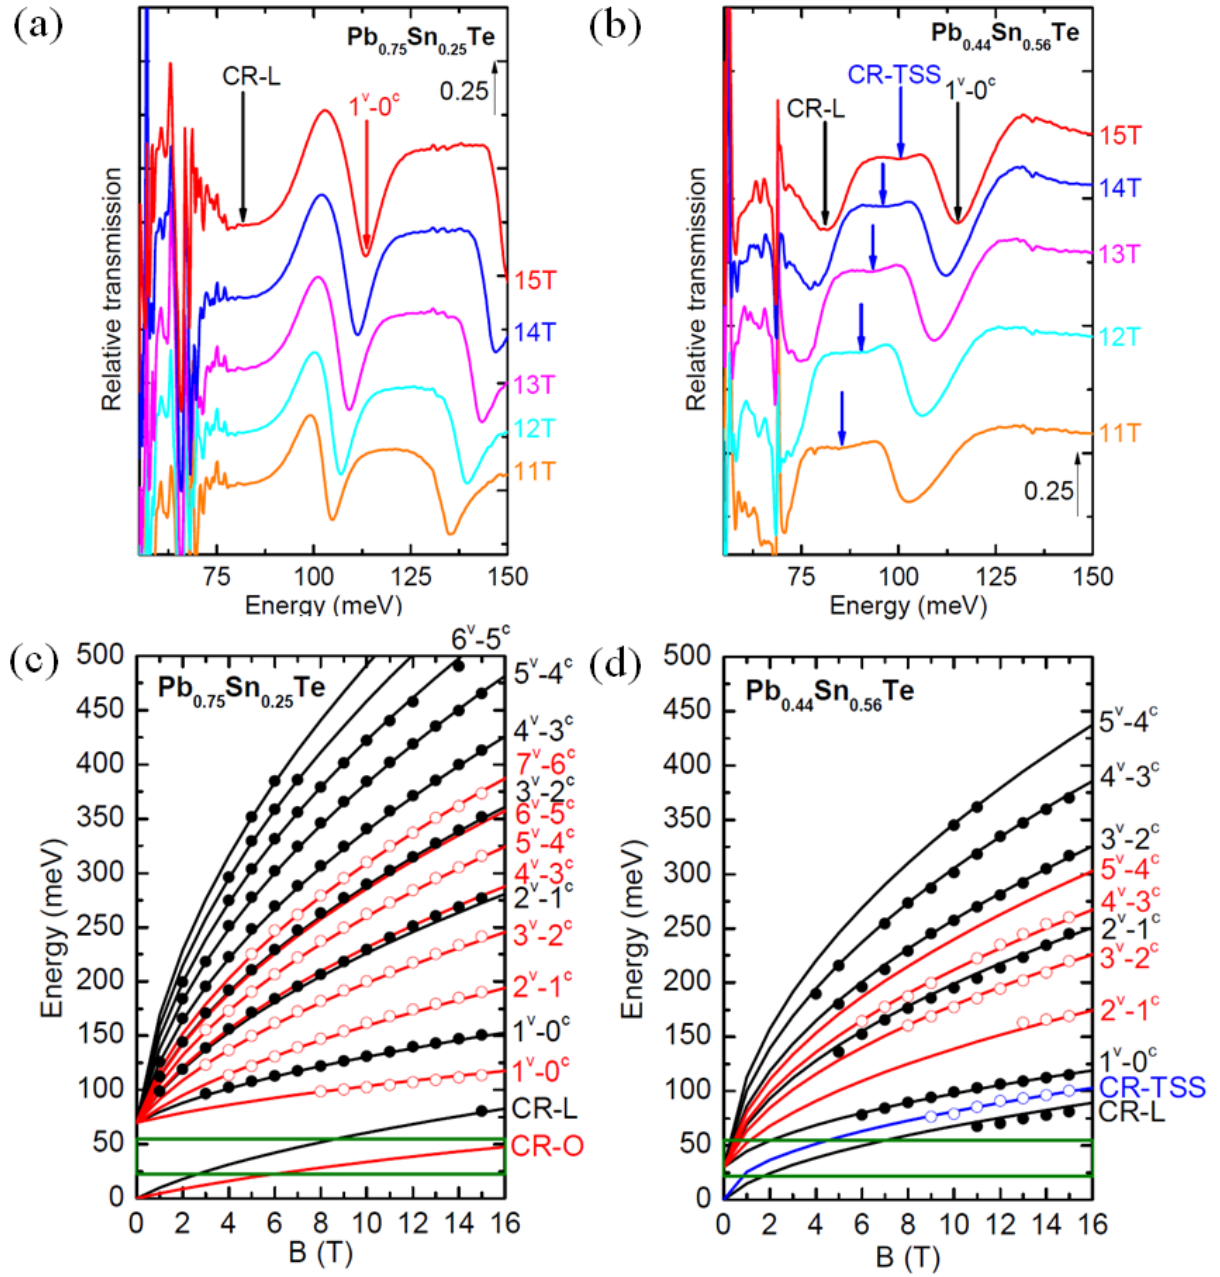 (a)
Pb0.75Sn0.25Te
CR-L
1v-0c
0.25
15T
14T
13T
12T
11T
Relative transmission
75 100 125 150
Energy (meV)
(b)
Pb0.44Sn0.56Te
CR-TSS
CR-L
1v-0c
15T
14T
13T
12T
11T
0.25
Relative transmission
75 100 125 150
Energy (meV)
(c)
Pb0.75Sn0.25Te
6v-5c
5v-4c
4v-3c
7v-6c
3v-2c
6v-5c
5v-4c
4v-3c
2v-1c
3v-2c
2v-1c
1v-0c
1v-0c
CR-L
CR-O
500
450
400
350
300
250
200
150
100
50
0
Energy (meV)
0 2 4 6 8 10 12 14 16
B (T)
(d)
Pb0.44Sn0.56Te
5v-4c
4v-3c
3v-2c
5v-4c
4v-3c
2v-1c
3v-2c
2v-1c
1v-0c
CR-TSS
CR-L
500
450
400
350
300
250
200
150
100
50
0
Energy (meV)
0 2 4 6 8 10 12 14 16
B (T)